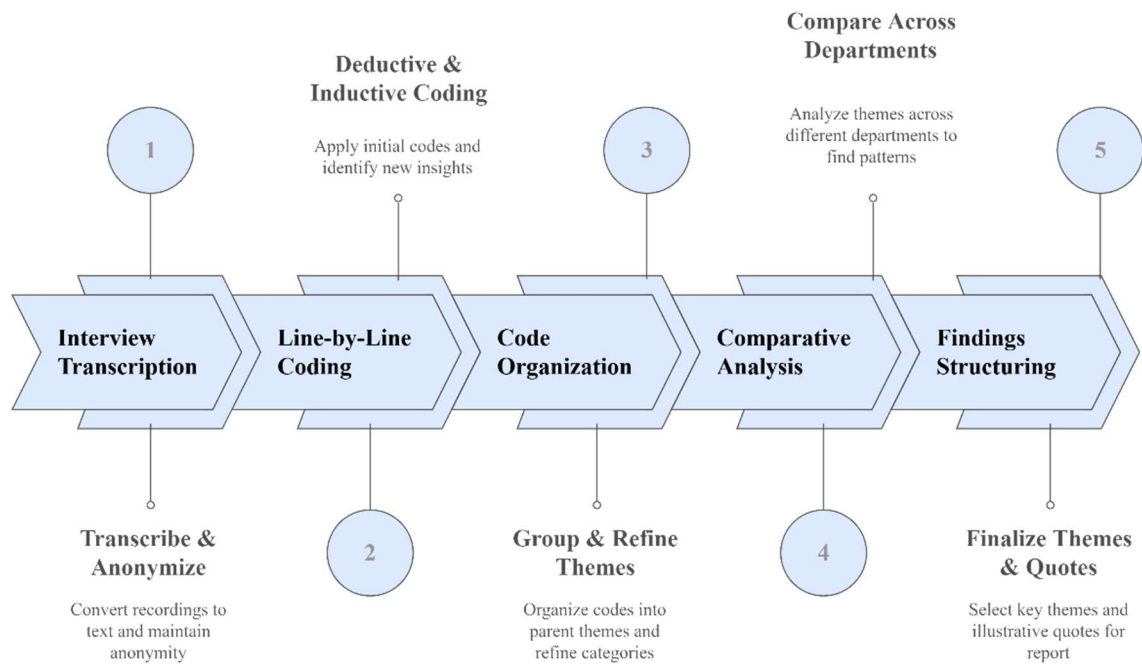 Compare Across
Departments
Deductive &
Inductive Coding
Analyze themes across
different departments to
find patterns
1
Apply initial codes and
identify new insights
3
5
Interview
Transcription
Line-by-Line
Coding
Code
Organization
Comparative
Analysis
Findings
Structuring
Transcribe &
Anonymize
Convert recordings to
text and maintain
anonymity
2
Group & Refine
Themes
Organize codes into
parent themes and
refine categories
4
Finalize Themes
& Quotes
Select key themes and
illustrative quotes for
report